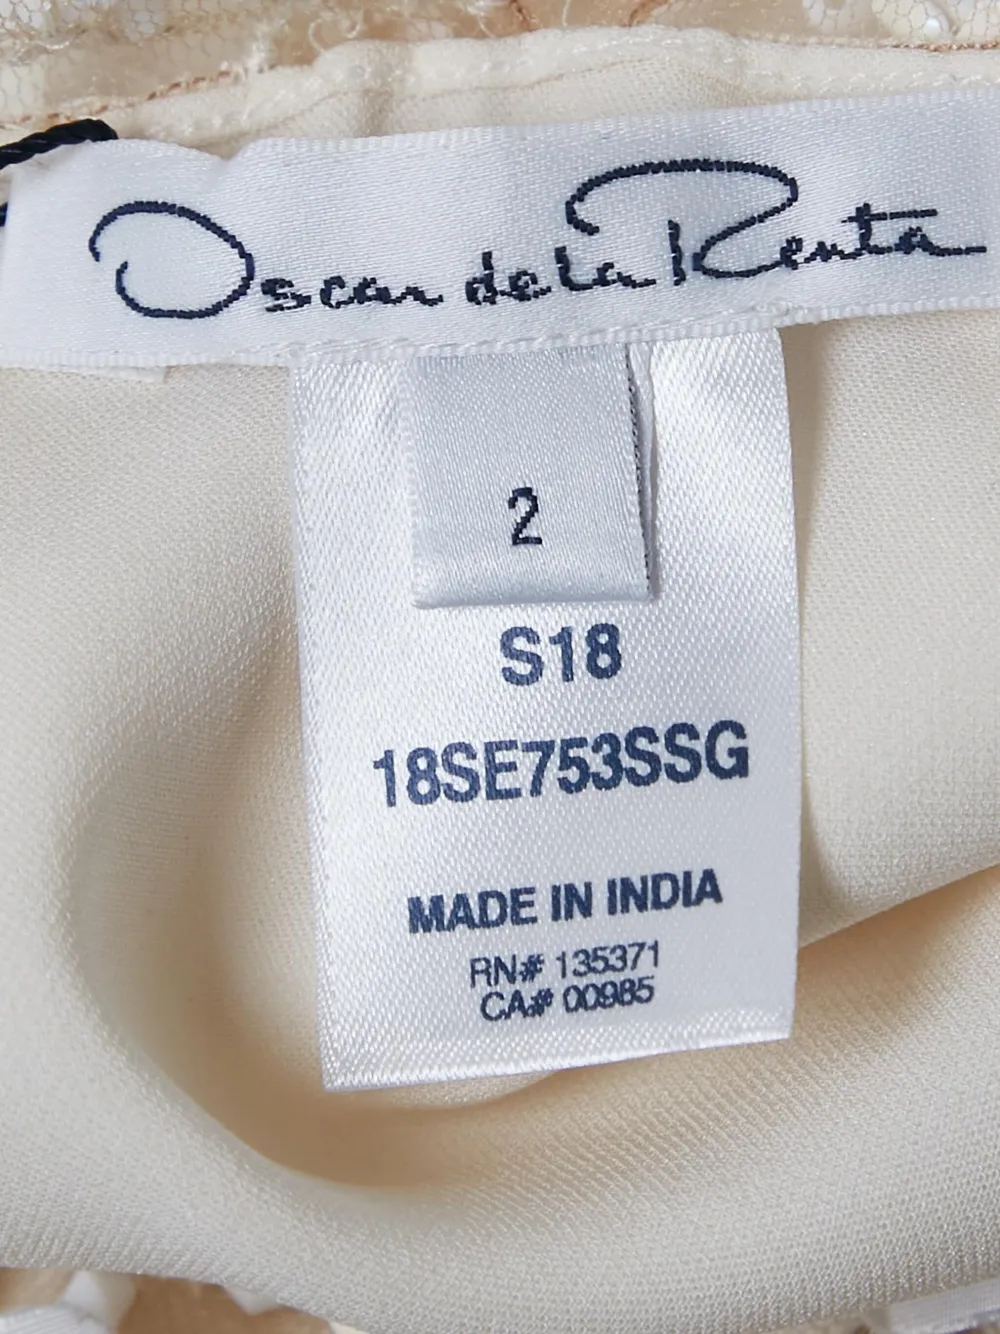 Oscar de la Renta
2
S18
18SE753SSG
MADE IN INDIA
RN# 135371
CA# 00985